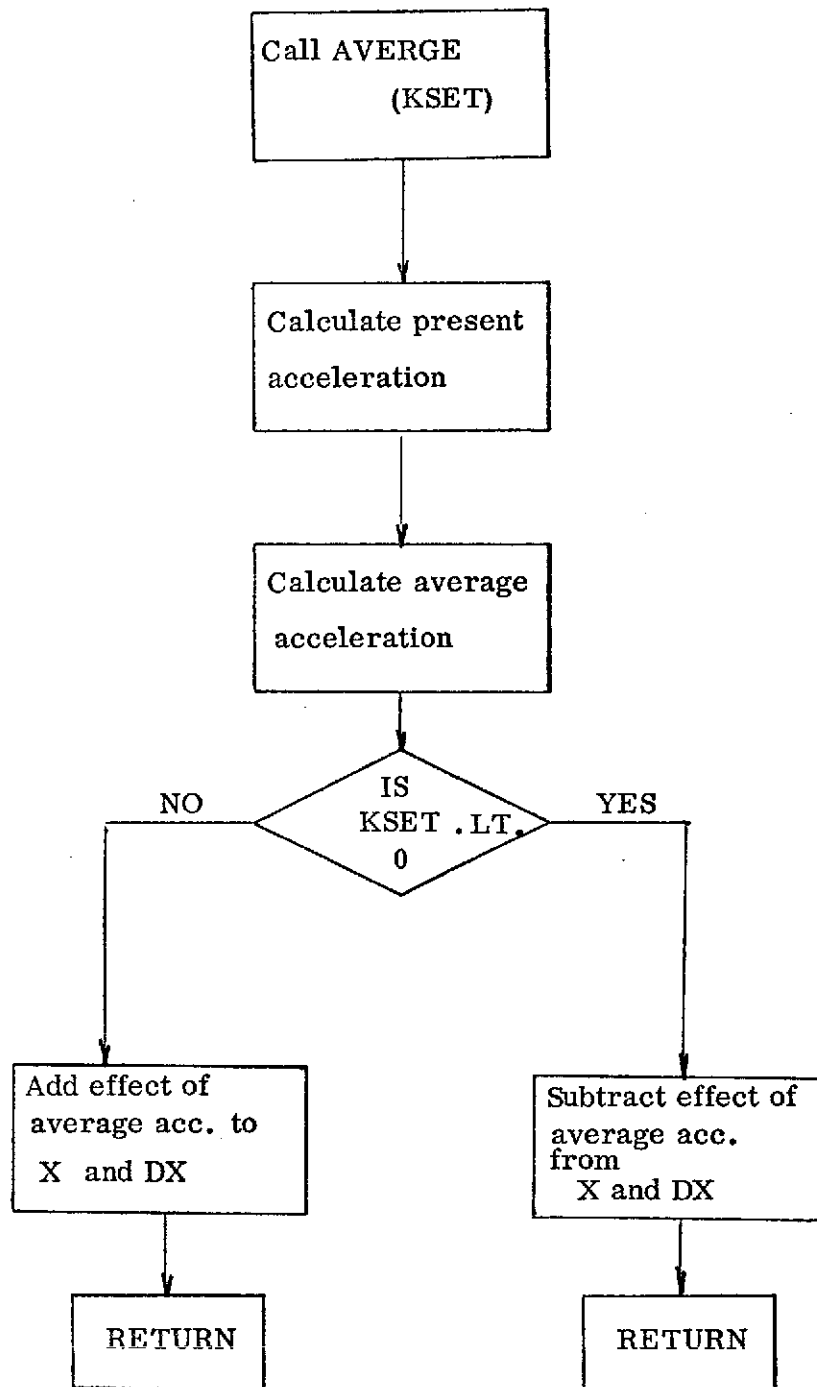 Call AVERGE
(KSET)
Calculate present
acceleration
Calculate average
acceleration
IS
NO
YES
KSET .LT.
0
Add effect of
average acc. to
X and DX
Subtract effect of
average acc.
from
X and DX
RETURN
RETURN